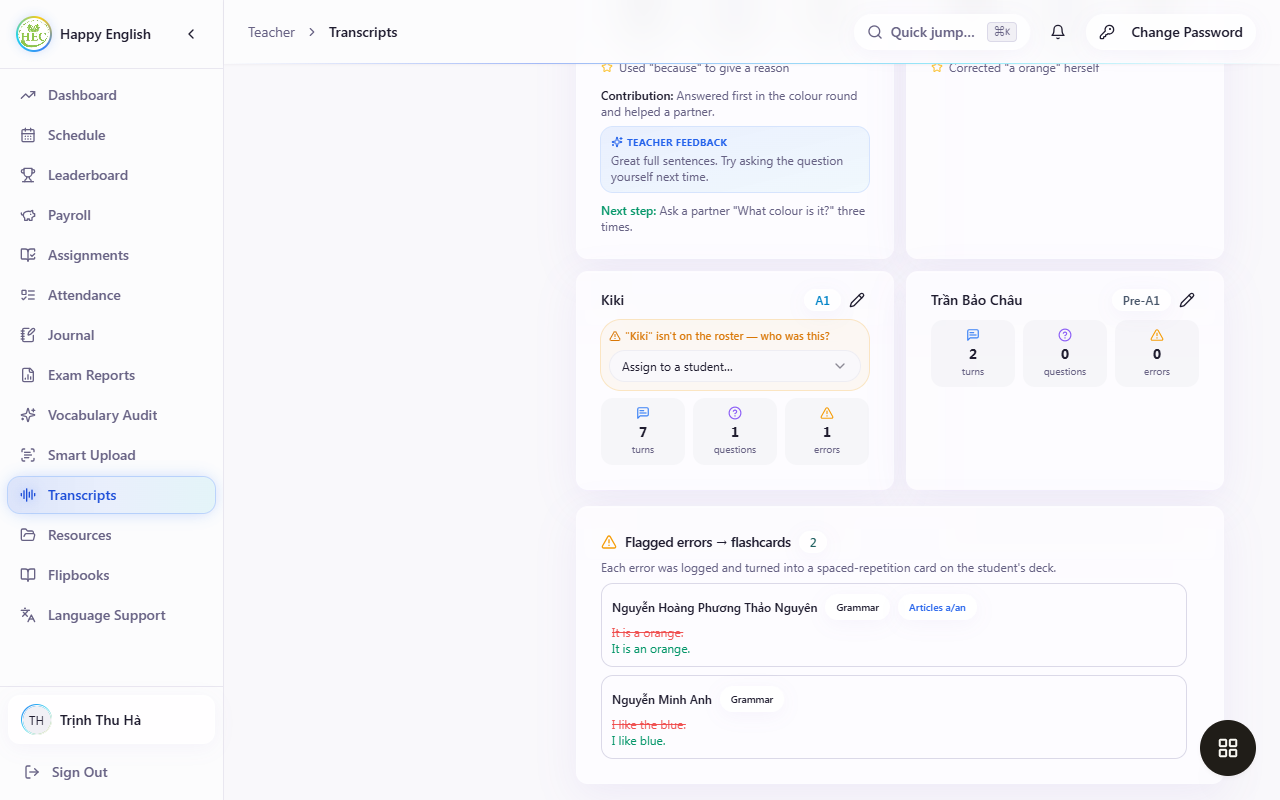 HEC
Happy English
Dashboard
Schedule
Leaderboard
Payroll
Assignments
Attendance
Journal
Exam Reports
Vocabulary Audit
Smart Upload
Transcripts
Resources
Flipbooks
Language Support
TH
Trịnh Thu Hà
Sign Out
Teacher > Transcripts
Quick jump... ⌘K
Change Password
Used "because" to give a reason
Contribution: Answered first in the colour round
and helped a partner.
TEACHER FEEDBACK
Great full sentences. Try asking the question
yourself next time.
Next step: Ask a partner "What colour is it?" three
times.
Corrected "a orange" herself
Kiki A1
"Kiki" isn't on the roster — who was this?
Assign to a student...
7 1 1
turns questions errors
Trần Bảo Châu Pre-A1
2 0 0
turns questions errors
Flagged errors → flashcards 2
Each error was logged and turned into a spaced-repetition card on the student's deck.
Nguyễn Hoàng Phương Thảo Nguyên Grammar Articles a/an
It is a orange.
It is an orange.
Nguyễn Minh Anh Grammar
I like the blue.
I like blue.